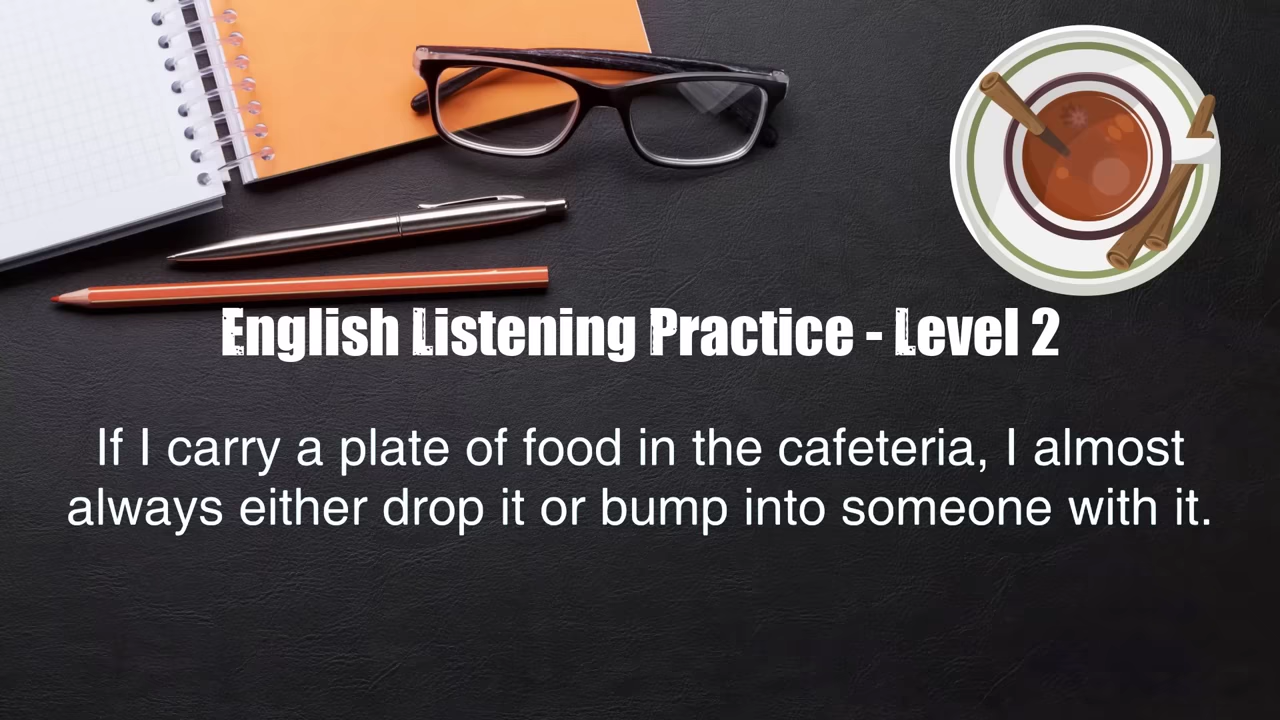 English Listening Practice - Level 2
If I carry a plate of food in the cafeteria, I almost
always either drop it or bump into someone with it.